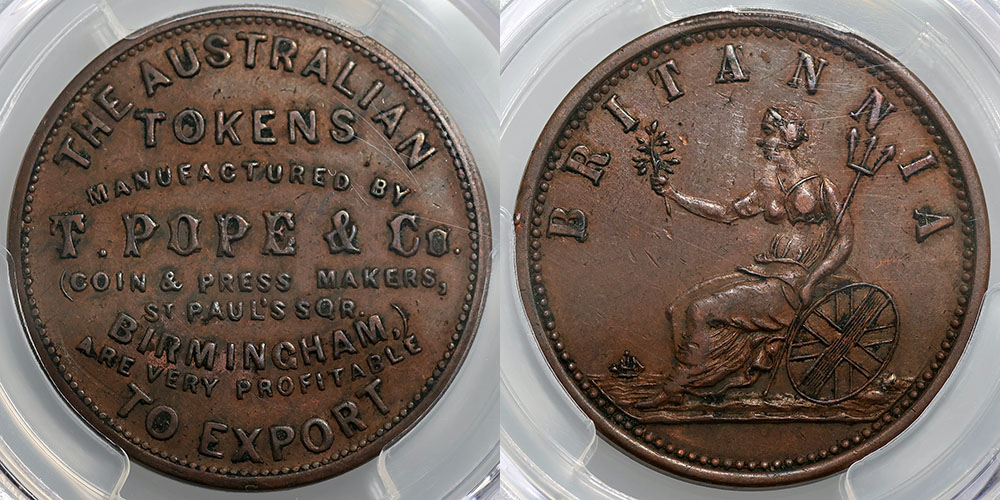 THE AUSTRALIAN
TOKENS
MANUFACTURED BY
T. POPE & Co.
(COIN & PRESS MAKERS,
ST PAUL'S SQR.
BIRMINGHAM,)
ARE VERY PROFITABLE
TO EXPORT
BRITANNIA